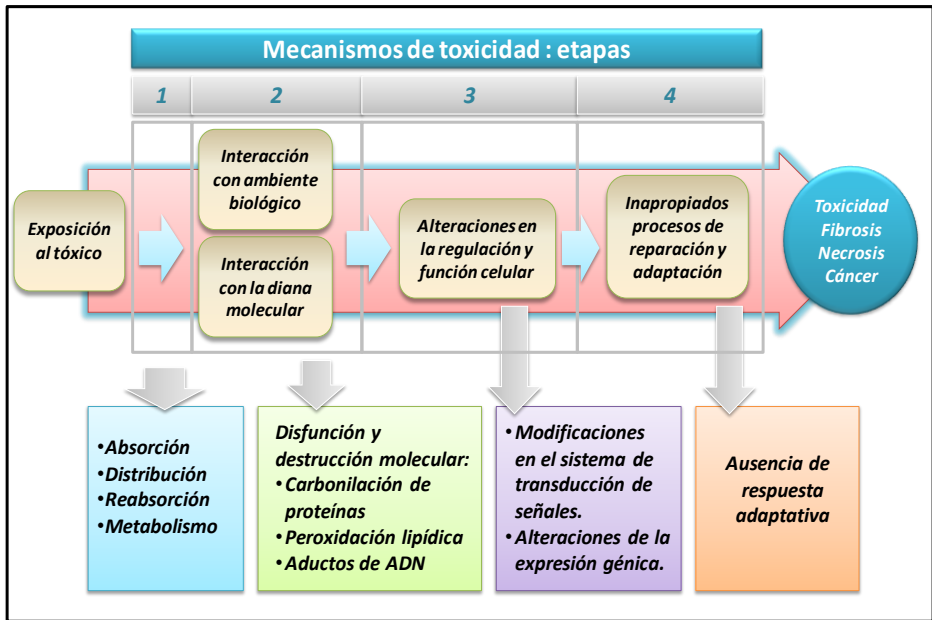 Mecanismos de toxicidad : etapas
1
2
3
4
Exposición
al tóxico
Interacción
con ambiente
biológico
Interacción
con la diana
molecular
Alteraciones en
la regulación y
función celular
Inapropiados
procesos de
reparación y
adaptación
Toxicidad
Fibrosis
Necrosis
Cáncer
•Absorción
•Distribución
•Reabsorción
•Metabolismo
Disfunción y
destrucción molecular:
•Carbonilación de
proteínas
•Peroxidación lipídica
•Aductos de ADN
•Modificaciones
en el sistema de
transducción de
señales.
•Alteraciones de la
expresión génica.
Ausencia de
respuesta
adaptativa